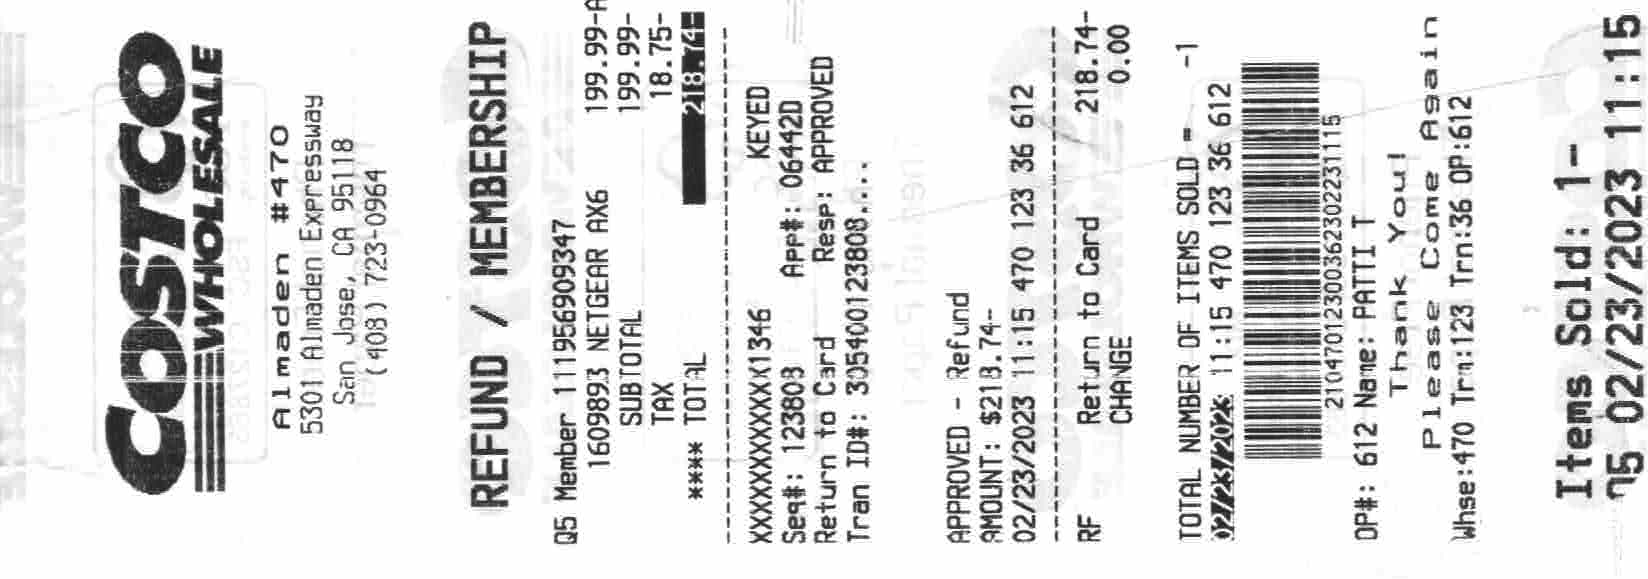 COSTCO
WHOLESALE
Almaden #470
5301 Almaden Expressway
San Jose, CA 95118
(408) 723-0964
REFUND / MEMBERSHIP
Q5 Member 111956909347
1609893 NETGEAR AX6 199.99-A
SUBTOTAL 199.99-
TAX 18.75-
**** TOTAL 218.74-
XXXXXXXXXXXX1346 KEYED
Seq#: 123808 App#: 06442D
Return to Card Resp: APPROVED
Tran ID#: 305400123808....
APPROVED - Refund
AMOUNT: $218.74-
02/23/2023 11:15 470 123 36 612
RF Return to Card 218.74-
CHANGE 0.00
TOTAL NUMBER OF ITEMS SOLD = -1
02/23/2023 11:15 470 123 36 612
21047012300362302231115
OP#: 612 Name: PATTI T
Thank You!
Please Come Again
Whse:470 Trm:123 Trn:36 OP:612
Items Sold: 1-
Q5 02/23/2023 11:15